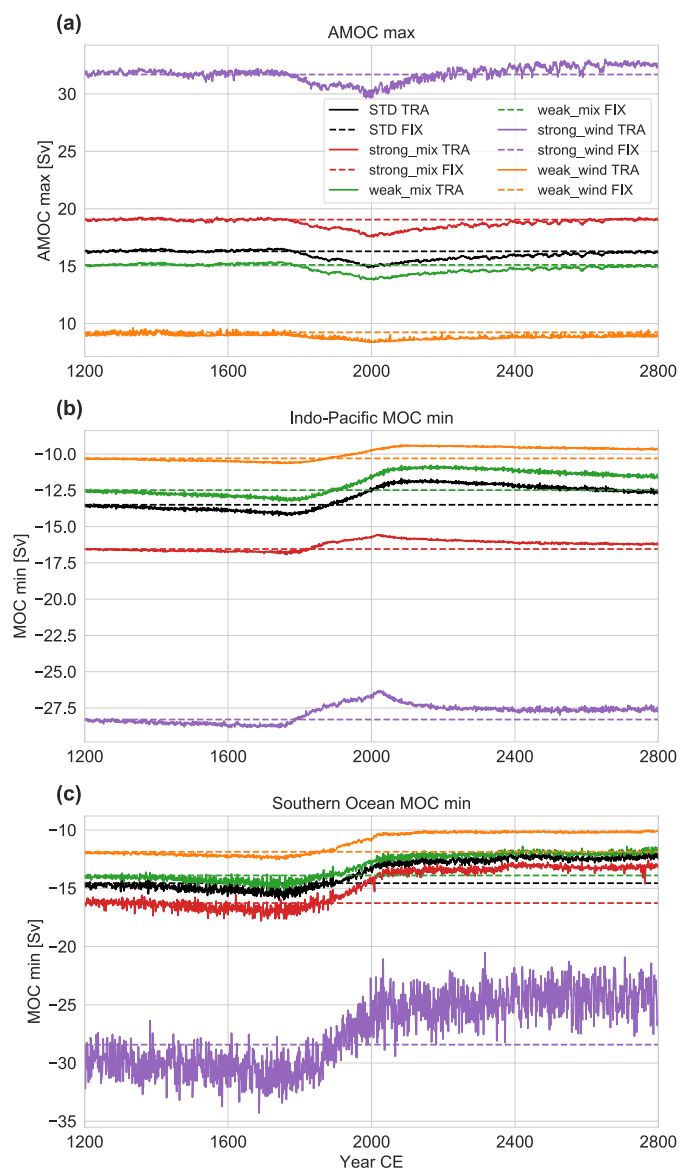 (a)
AMOC max
AMOC max [Sv]
30
25
20
15
10
STD TRA
STD FIX
strong_mix TRA
strong_mix FIX
weak_mix TRA
weak_mix FIX
strong_wind TRA
strong_wind FIX
weak_wind TRA
weak_wind FIX
1200 1600 2000 2400 2800
(b)
Indo-Pacific MOC min
MOC min [Sv]
−10.0
−12.5
−15.0
−17.5
−20.0
−22.5
−25.0
−27.5
1200 1600 2000 2400 2800
(c)
Southern Ocean MOC min
MOC min [Sv]
−10
−15
−20
−25
−30
−35
1200 1600 2000 2400 2800
Year CE